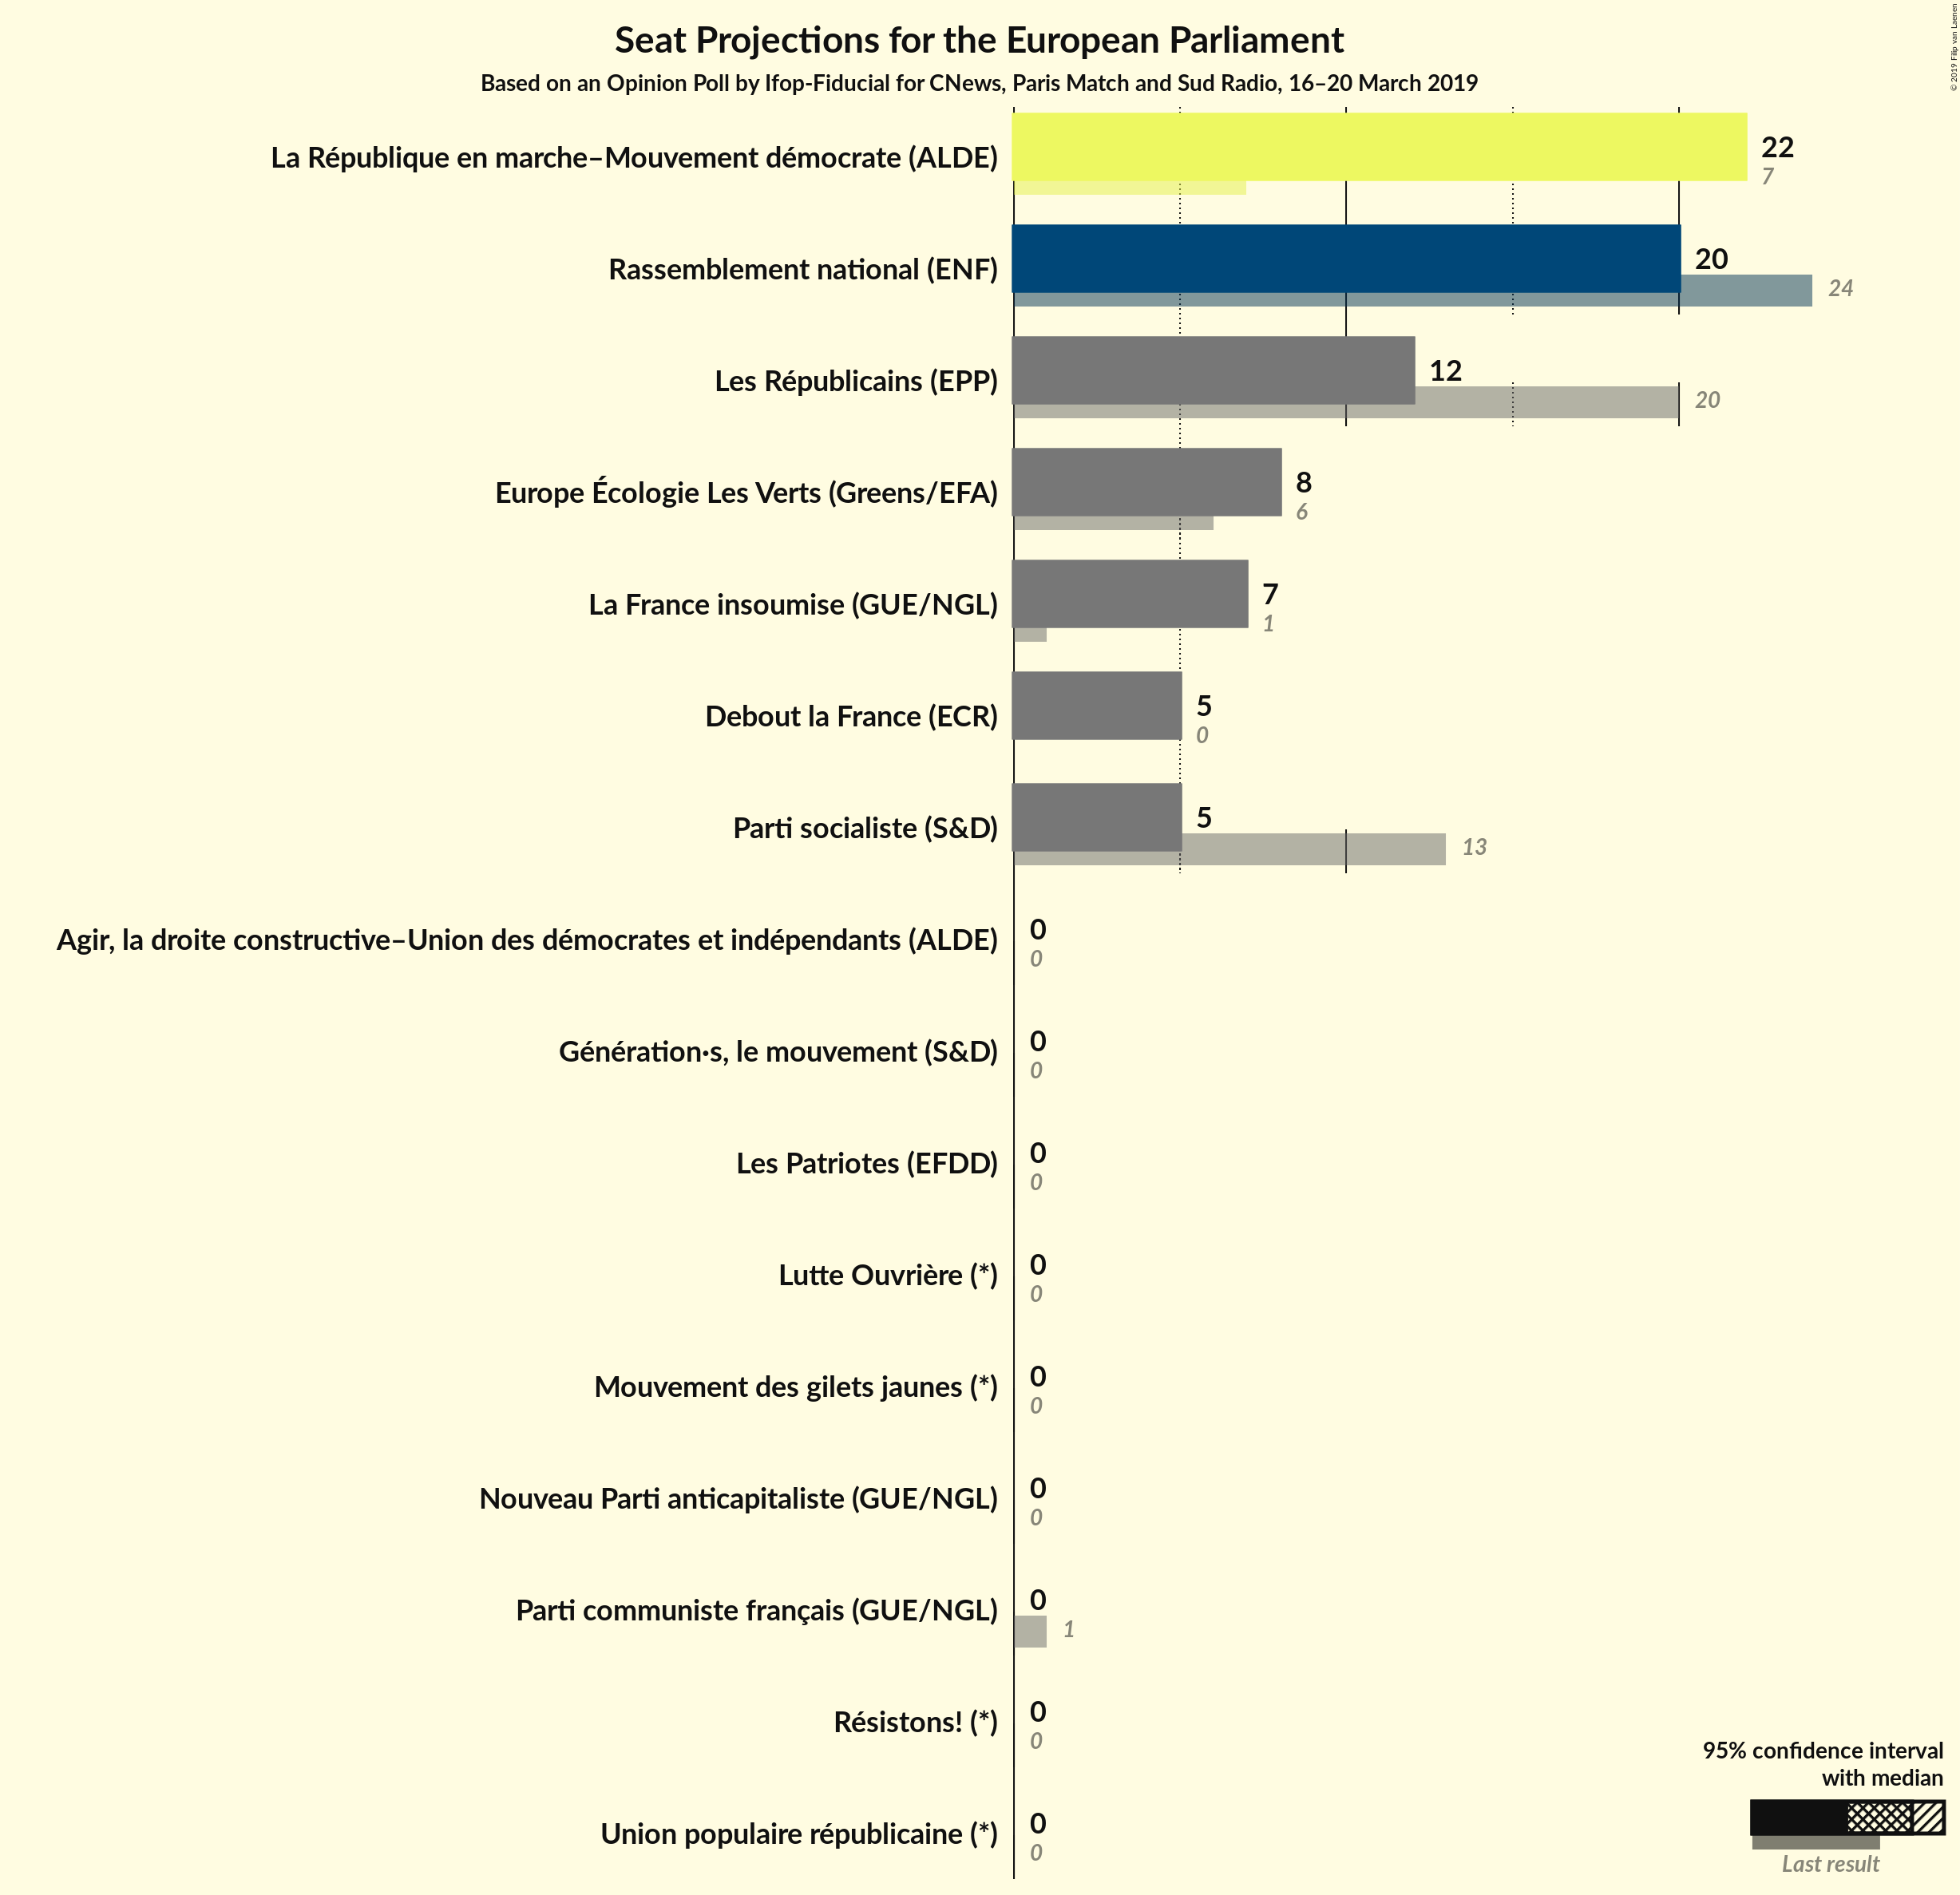 Seat Projections for the European Parliament
Based on an Opinion Poll by Ifop-Fiducial for CNews, Paris Match and Sud Radio, 16–20 March 2019
© 2019 Filip van Laenen
La République en marche–Mouvement démocrate (ALDE)
22
7
Rassemblement national (ENF)
20
24
Les Républicains (EPP)
12
20
Europe Écologie Les Verts (Greens/EFA)
8
6
La France insoumise (GUE/NGL)
7
1
Debout la France (ECR)
5
0
Parti socialiste (S&D)
5
13
Agir, la droite constructive–Union des démocrates et indépendants (ALDE)
0
0
Génération·s, le mouvement (S&D)
0
0
Les Patriotes (EFDD)
0
0
Lutte Ouvrière (*)
0
0
Mouvement des gilets jaunes (*)
0
0
Nouveau Parti anticapitaliste (GUE/NGL)
0
0
Parti communiste français (GUE/NGL)
0
1
Résistons! (*)
0
0
Union populaire républicaine (*)
0
0
95% confidence interval
with median
Last result